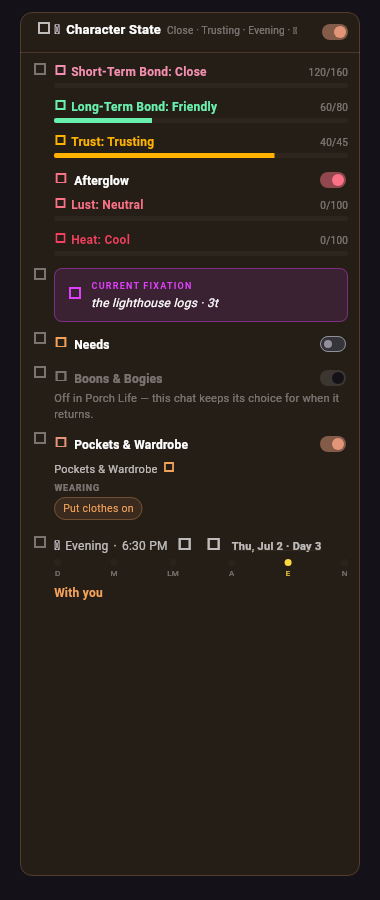 Character State Close · Trusting · Evening ·
Short-Term Bond: Close 120/160
Long-Term Bond: Friendly 60/80
Trust: Trusting 40/45
Afterglow
Lust: Neutral 0/100
Heat: Cool 0/100
CURRENT FIXATION
the lighthouse logs · 3t
Needs
Boons & Bogies
Off in Porch Life — this chat keeps its choice for when it
returns.
Pockets & Wardrobe
Pockets & Wardrobe
WEARING
Put clothes on
Evening · 6:30 PM Thu, Jul 2 · Day 3
D M LM A E N
With you